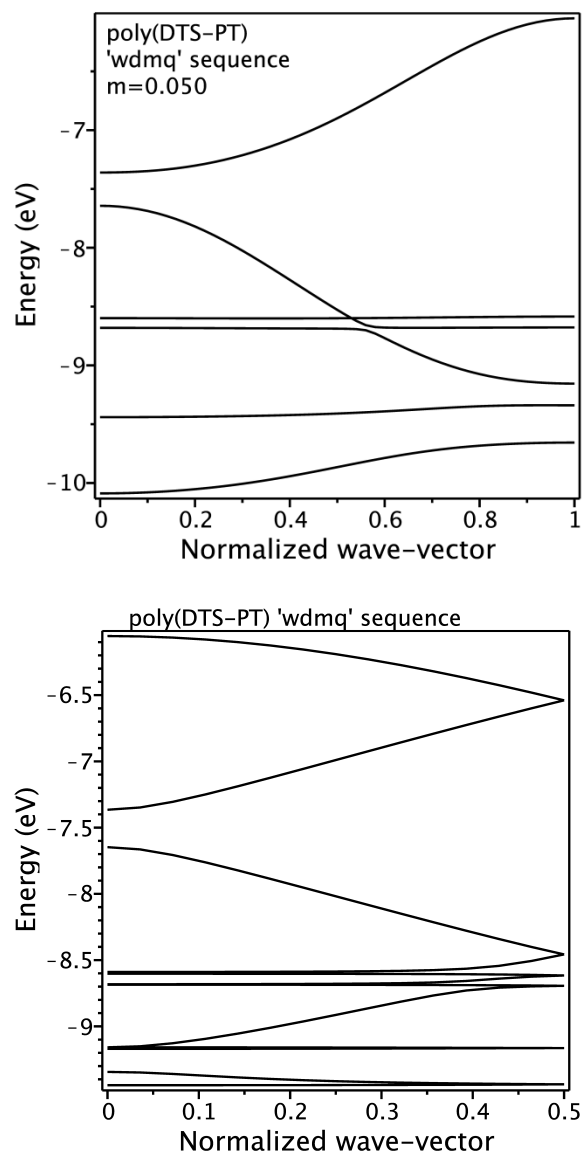 poly(DTS-PT)
'wdmq' sequence
m=0.050
-7
-8
-9
-10
Energy (eV)
0 0.2 0.4 0.6 0.8 1
Normalized wave-vector
poly(DTS-PT) 'wdmq' sequence
-6.5
-7
-7.5
-8
-8.5
-9
Energy (eV)
0 0.1 0.2 0.3 0.4 0.5
Normalized wave-vector